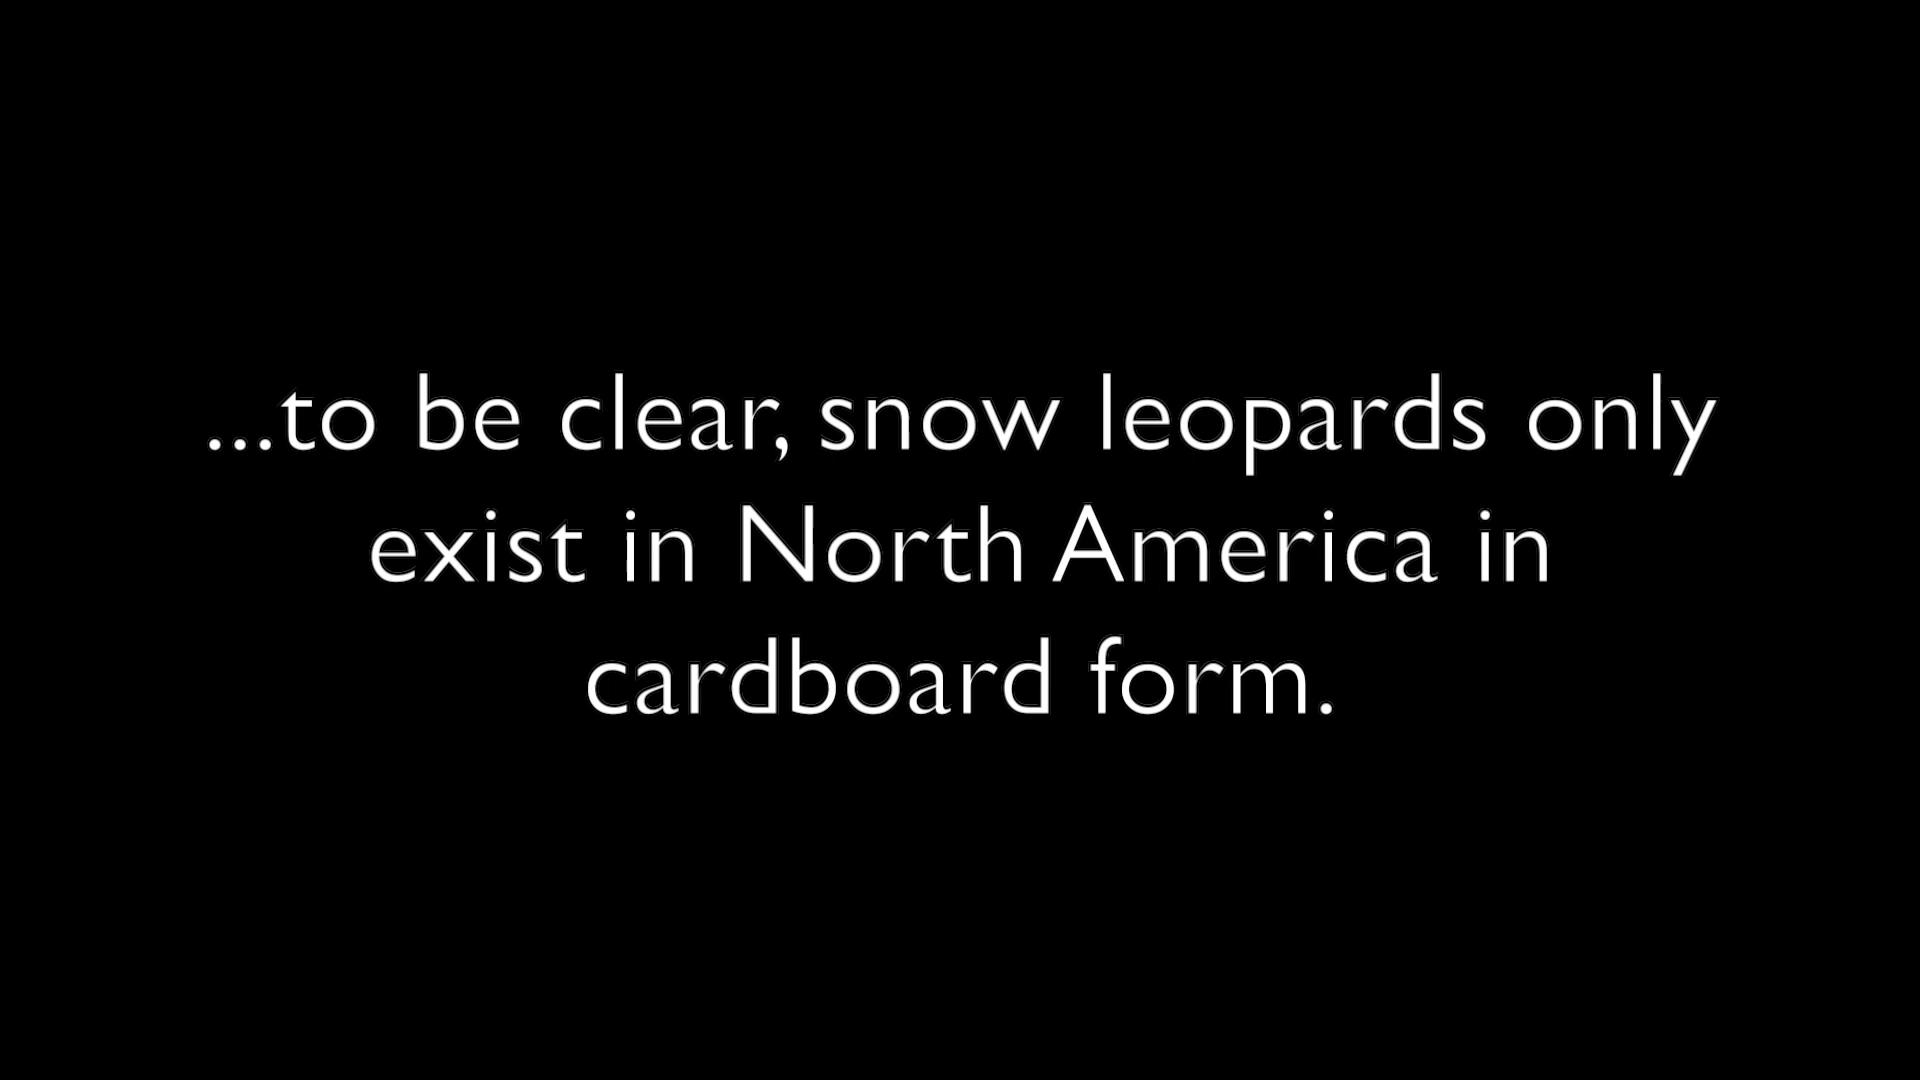 ...to be clear, snow leopards only
exist in North America in
cardboard form.